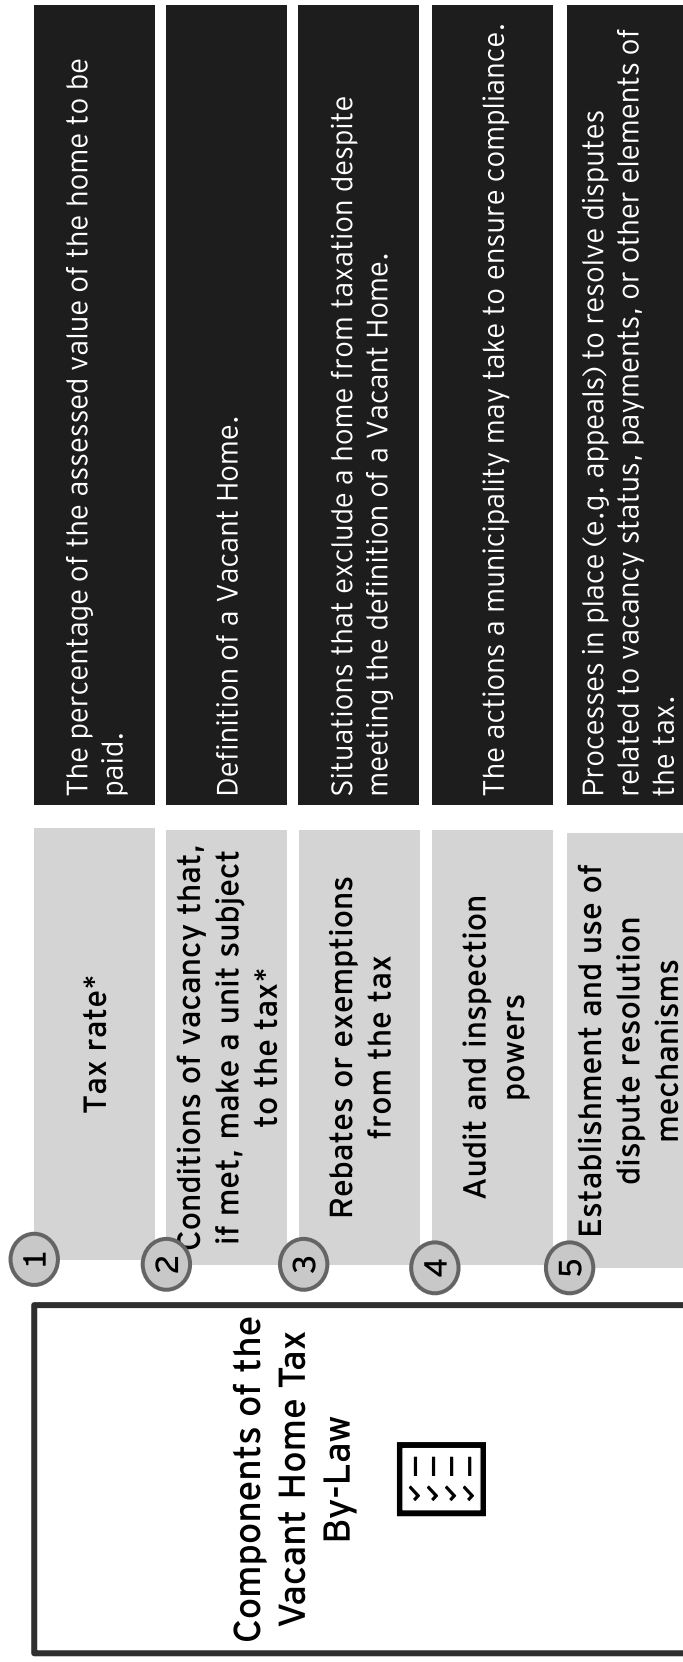 Components of the
Vacant Home Tax
By-Law
1
Tax rate*
The percentage of the assessed value of the home to be
paid.
2
Conditions of vacancy that,
if met, make a unit subject
to the tax*
Definition of a Vacant Home.
3
Rebates or exemptions
from the tax
Situations that exclude a home from taxation despite
meeting the definition of a Vacant Home.
4
Audit and inspection
powers
The actions a municipality may take to ensure compliance.
5
Establishment and use of
dispute resolution
mechanisms
Processes in place (e.g. appeals) to resolve disputes
related to vacancy status, payments, or other elements of
the tax.